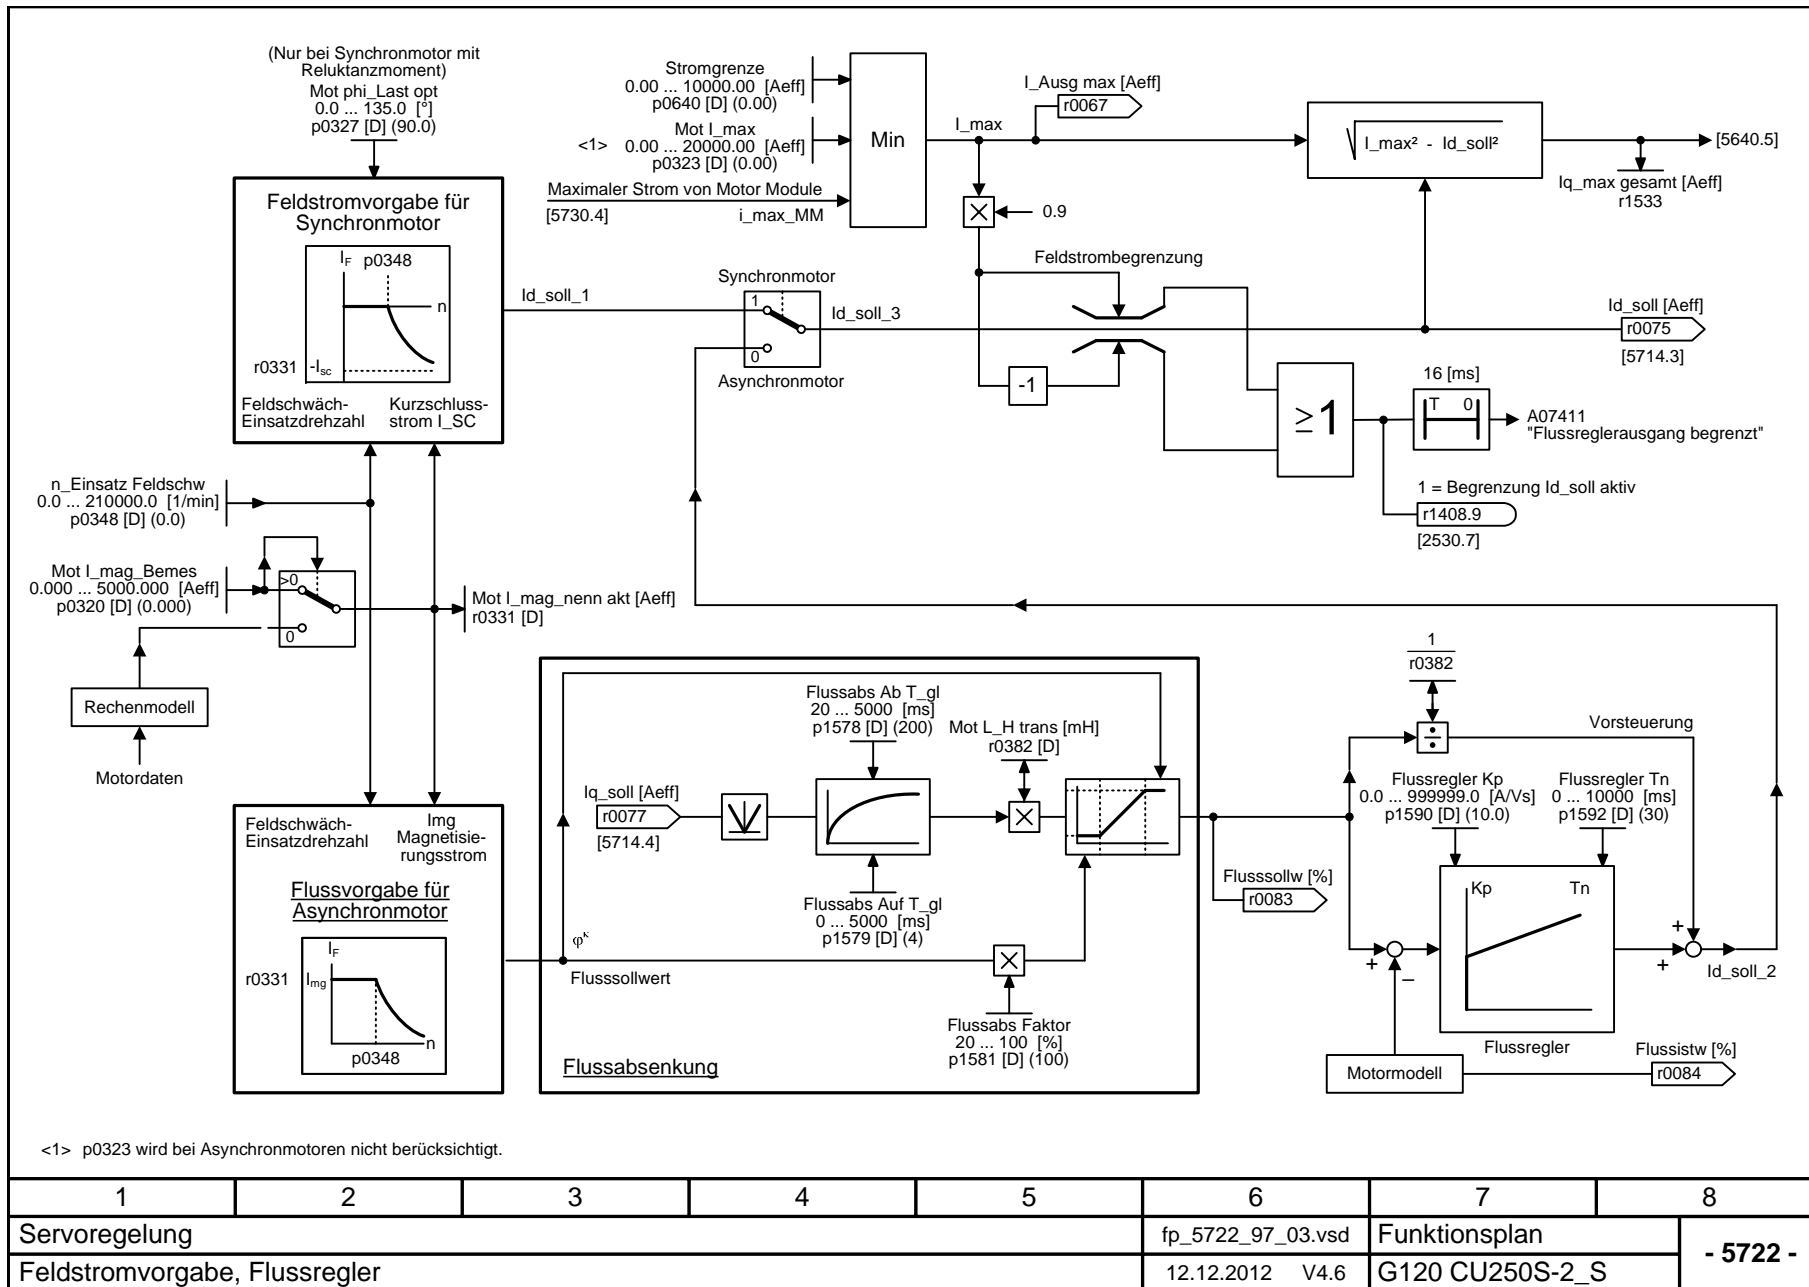 (Nur bei Synchronmotor mit
Reluktanzmoment)
Mot phi_Last opt
0.0 ... 135.0 [°]
p0327 [D] (90.0)
Feldstromvorgabe für
Synchronmotor
I_F p0348
n
r0331
-I_sc
Feldschwäch-
Einsatzdrehzahl
Kurzschluss-
strom I_SC
Stromgrenze
0.00 ... 10000.00 [Aeff]
p0640 [D] (0.00)
Mot I_max
<1> 0.00 ... 20000.00 [Aeff]
p0323 [D] (0.00)
Maximaler Strom von Motor Module
[5730.4] i_max_MM
Min
I_max
I_Ausg max [Aeff]
r0067
√ I_max² - Id_soll²
[5640.5]
Iq_max gesamt [Aeff]
r1533
× 0.9
Feldstrombegrenzung
Id_soll_1
Synchronmotor
1
0
Asynchronmotor
Id_soll_3
-1
≥1
Id_soll [Aeff]
r0075
[5714.3]
16 [ms]
T 0
A07411
"Flussreglerausgang begrenzt"
1 = Begrenzung Id_soll aktiv
r1408.9
[2530.7]
n_Einsatz Feldschw
0.0 ... 210000.0 [1/min]
p0348 [D] (0.0)
Mot I_mag_Bemes
0.000 ... 5000.000 [Aeff]
p0320 [D] (0.000)
>0
0
Mot I_mag_nenn akt [Aeff]
r0331 [D]
Rechenmodell
Motordaten
Feldschwäch-
Einsatzdrehzahl
Img
Magnetisie-
rungsstrom
Flussvorgabe für
Asynchronmotor
I_F
r0331
I_mg
n
p0348
φᴷ
Flusssollwert
Iq_soll [Aeff]
r0077
[5714.4]
Flussabs Ab T_gl
20 ... 5000 [ms]
p1578 [D] (200)
Flussabs Auf T_gl
0 ... 5000 [ms]
p1579 [D] (4)
Mot L_H trans [mH]
r0382 [D]
×
×
Flussabs Faktor
20 ... 100 [%]
p1581 [D] (100)
Flussabsenkung
Flusssollw [%]
r0083
1
r0382
÷
Vorsteuerung
Flussregler Kp
0.0 ... 999999.0 [A/Vs]
p1590 [D] (10.0)
Flussregler Tn
0 ... 10000 [ms]
p1592 [D] (30)
Kp Tn
+
–
+
+
Id_soll_2
Flussregler
Motormodell
Flussistw [%]
r0084
<1> p0323 wird bei Asynchronmotoren nicht berücksichtigt.
1 2 3 4 5 6 7 8
Servoregelung
fp_5722_97_03.vsd
Funktionsplan
- 5722 -
Feldstromvorgabe, Flussregler
12.12.2012 V4.6
G120 CU250S-2_S